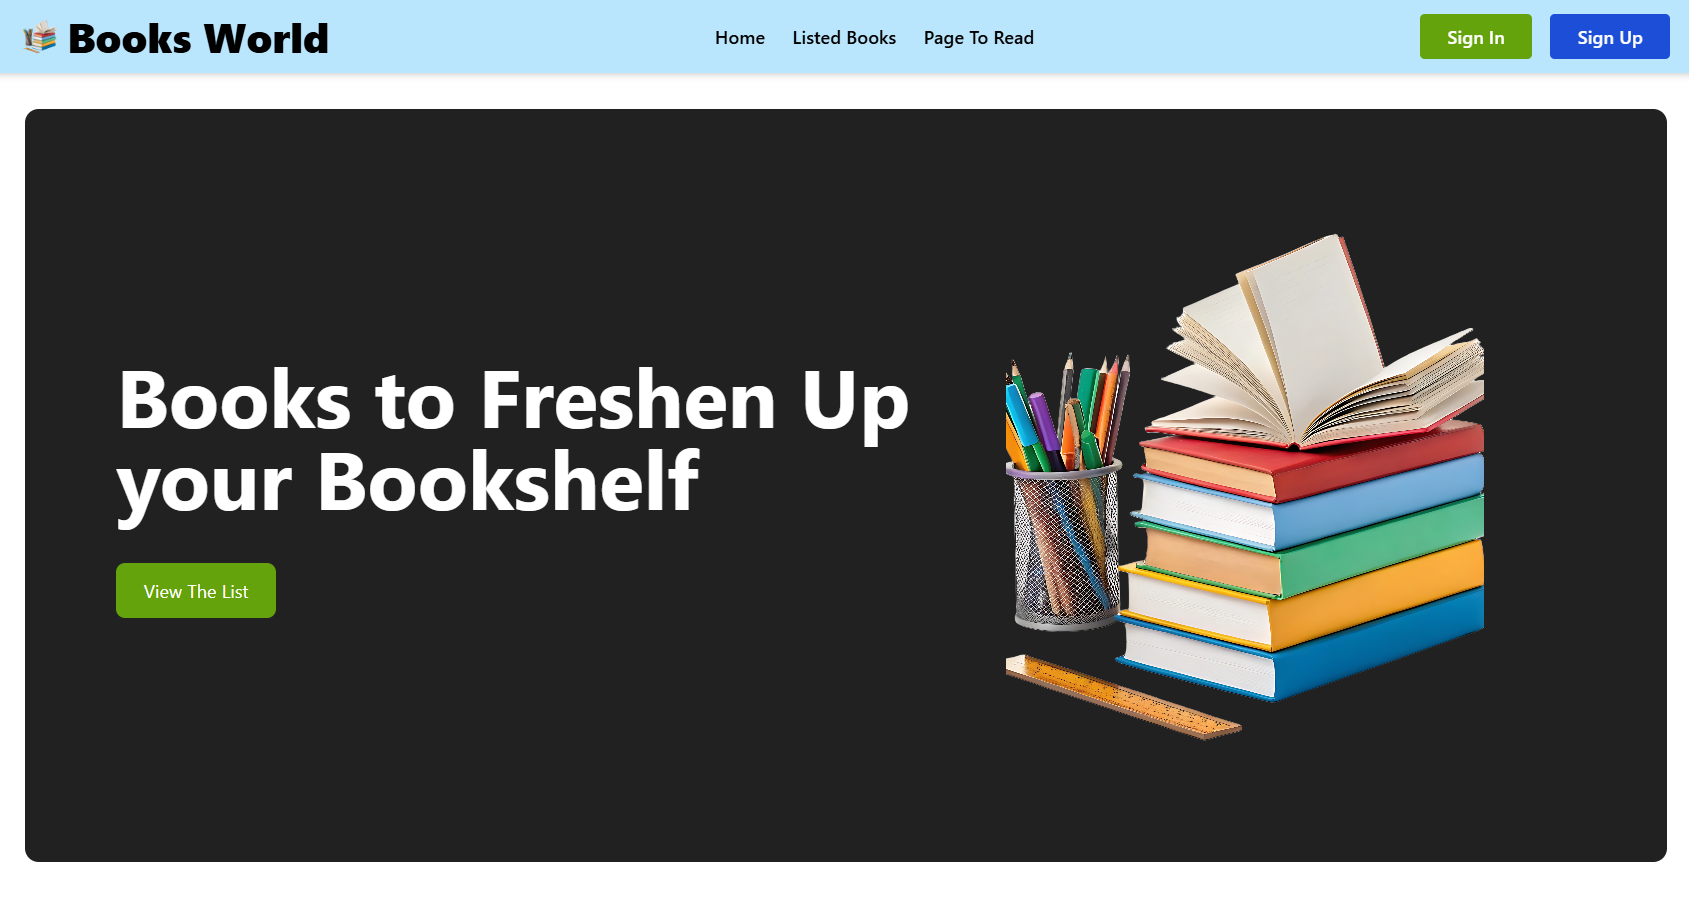 Books World
Home
Listed Books
Page To Read
Sign In
Sign Up
Books to Freshen Up
your Bookshelf
View The List